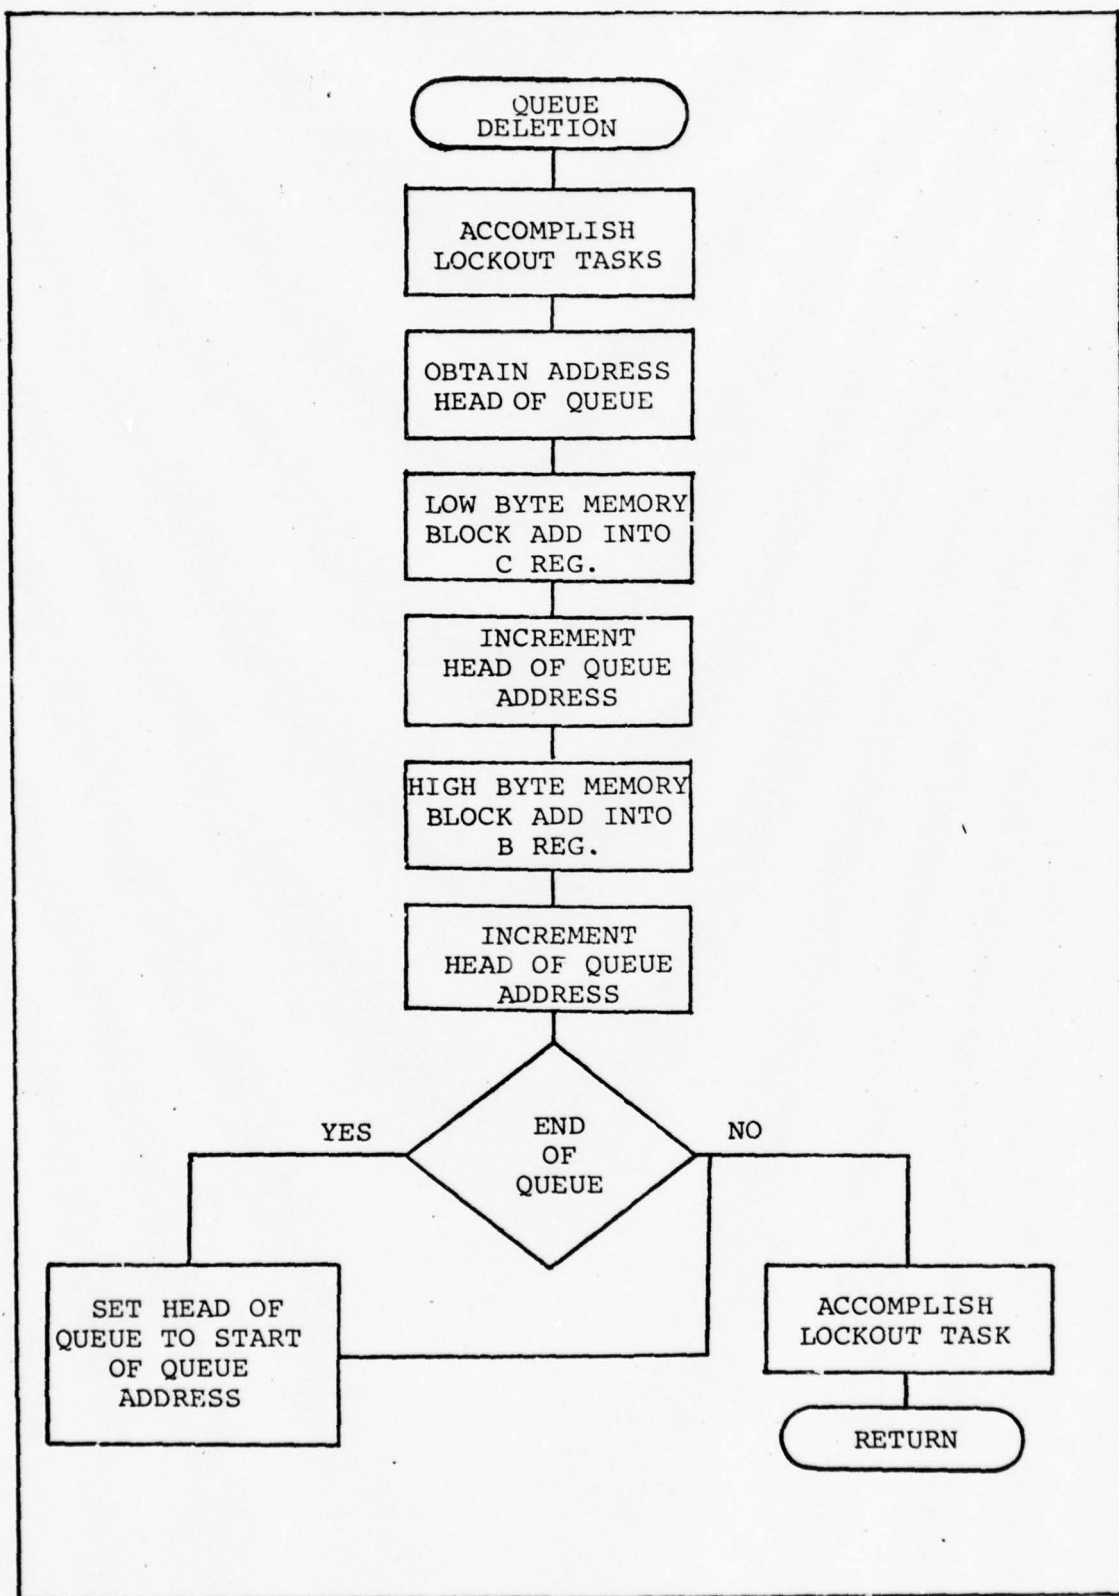 QUEUE
DELETION
ACCOMPLISH
LOCKOUT TASKS
OBTAIN ADDRESS
HEAD OF QUEUE
LOW BYTE MEMORY
BLOCK ADD INTO
C REG.
INCREMENT
HEAD OF QUEUE
ADDRESS
HIGH BYTE MEMORY
BLOCK ADD INTO
B REG.
INCREMENT
HEAD OF QUEUE
ADDRESS
END
OF
QUEUE
YES
NO
SET HEAD OF
QUEUE TO START
OF QUEUE
ADDRESS
ACCOMPLISH
LOCKOUT TASK
RETURN